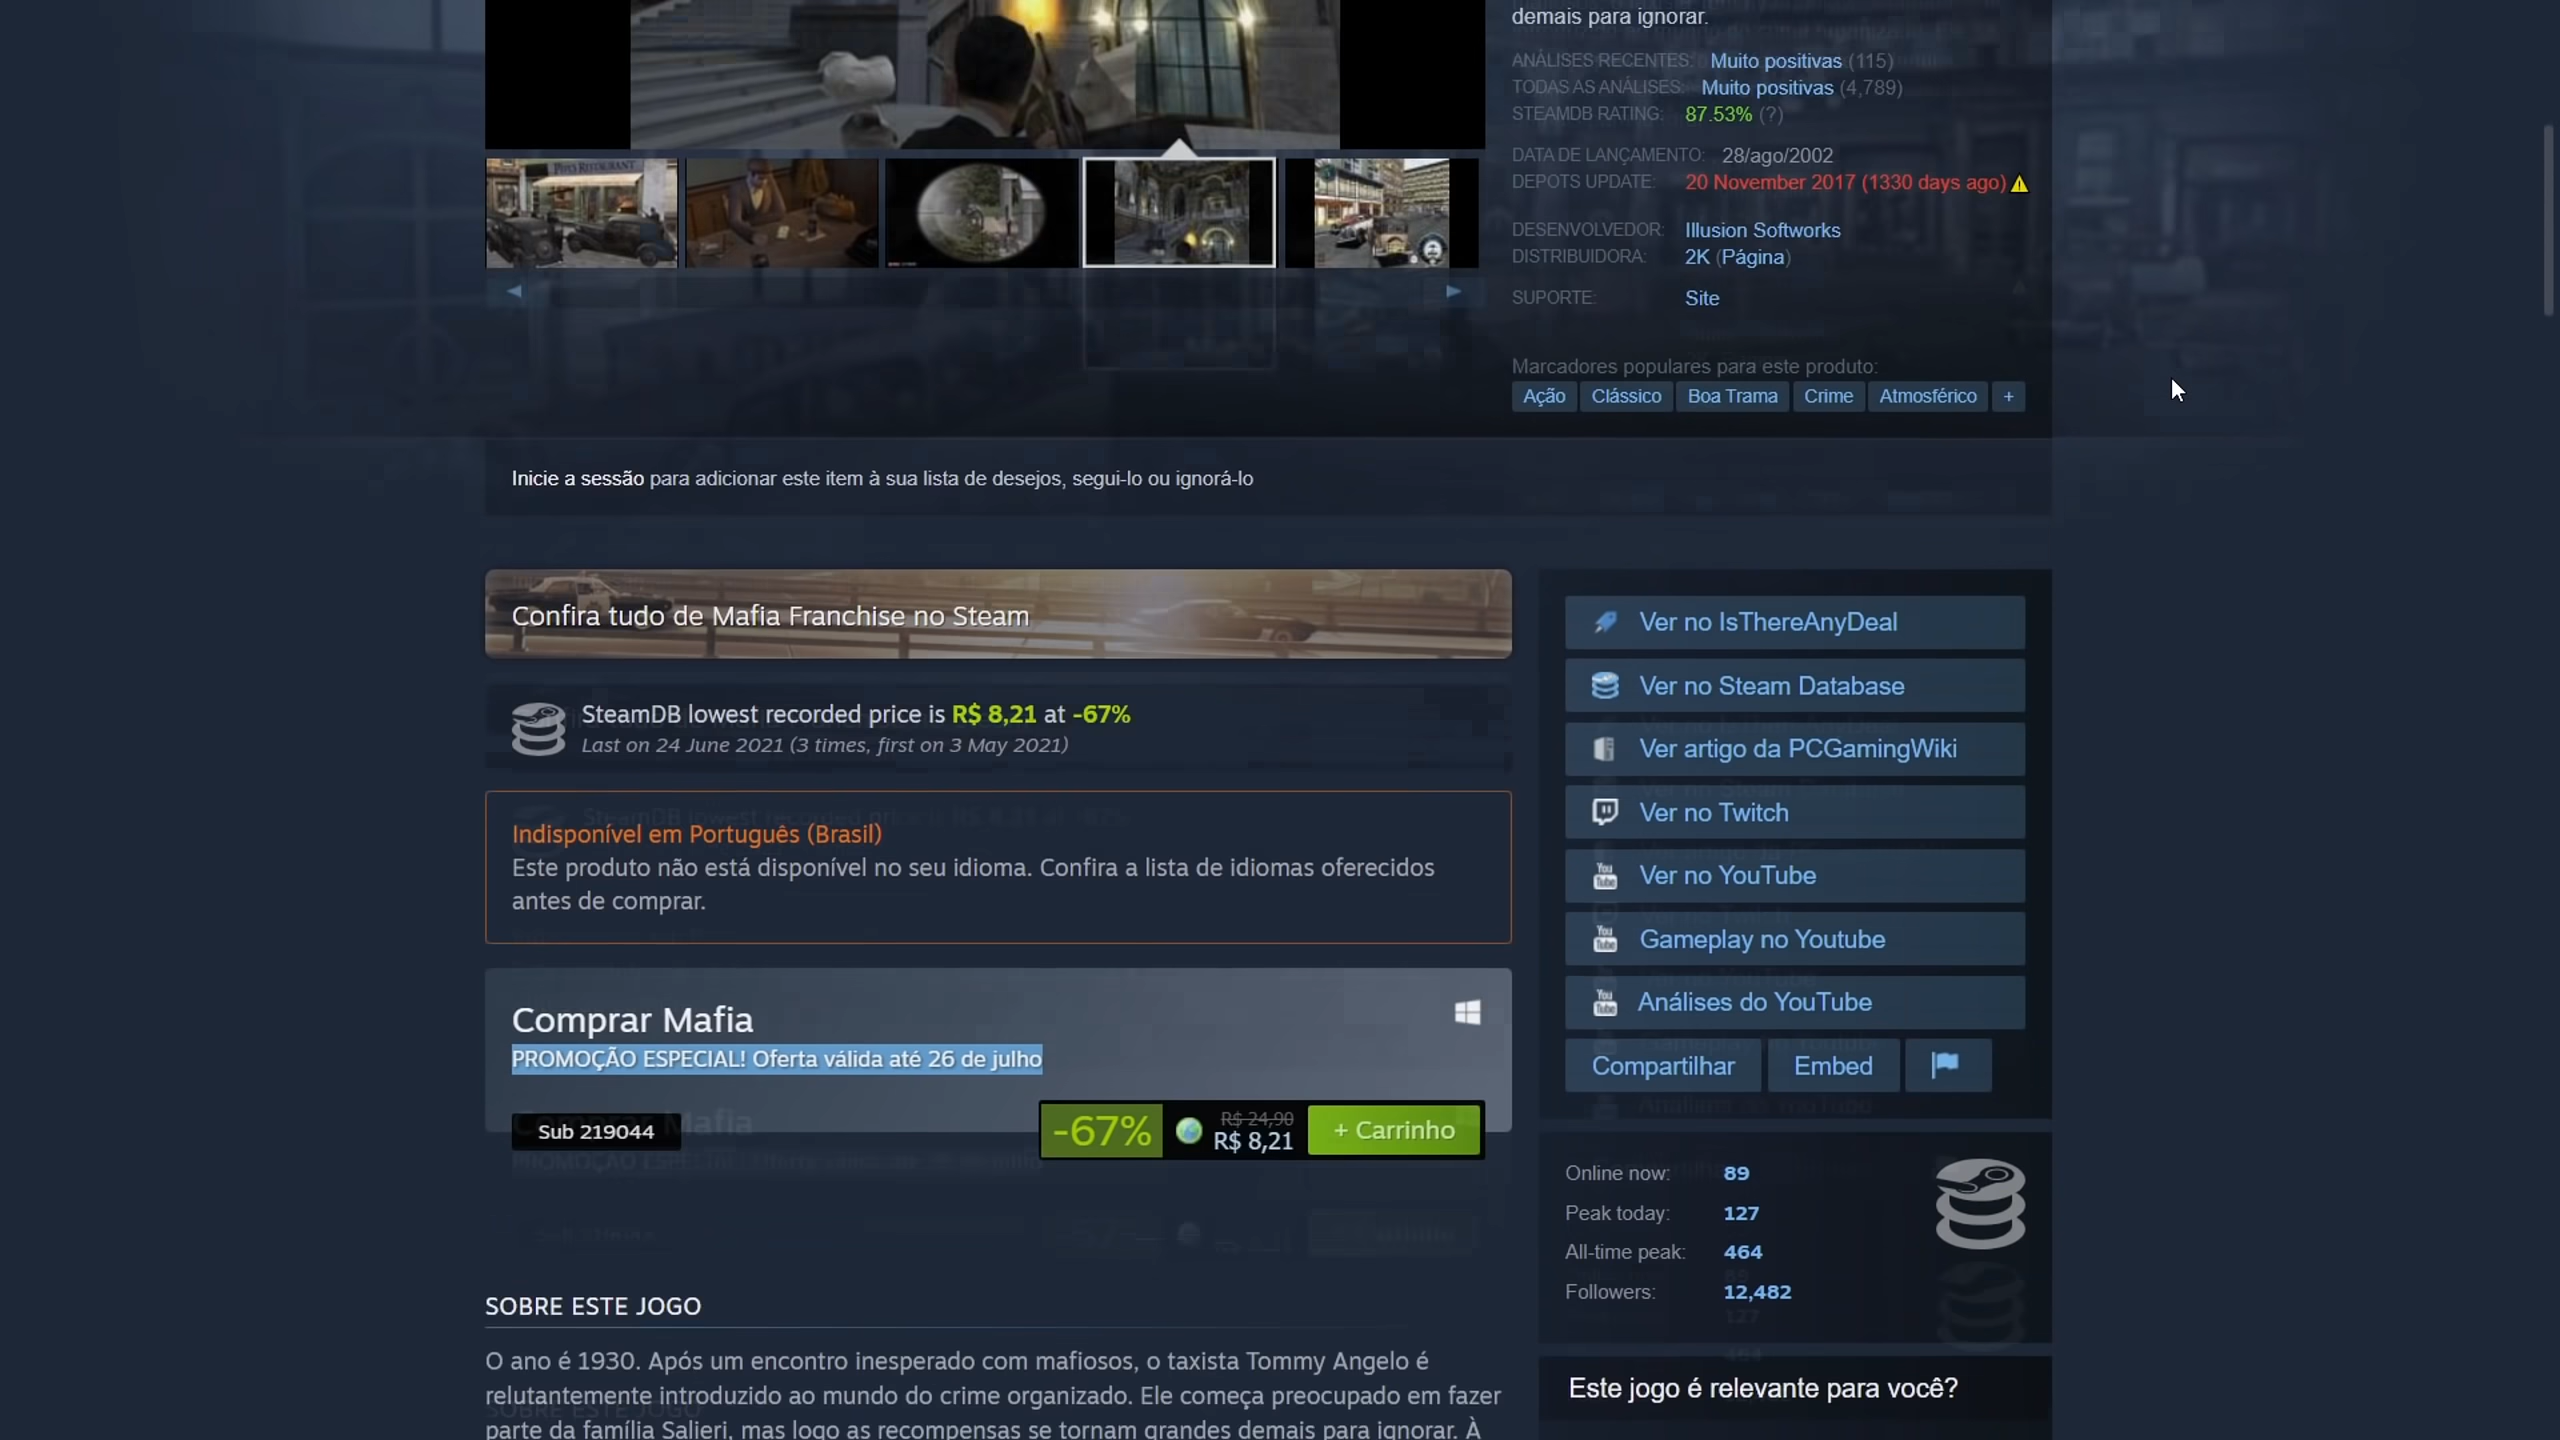 demais para ignorar.
ANÁLISES RECENTES: Muito positivas (115)
TODAS AS ANÁLISES: Muito positivas (4,789)
STEAMDB RATING: 87.53% (?)
DATA DE LANÇAMENTO: 28/ago/2002
DEPOTS UPDATE: 20 November 2017 (1330 days ago)
DESENVOLVEDOR: Illusion Softworks
DISTRIBUIDORA: 2K (Página)
SUPORTE: Site
Marcadores populares para este produto:
Ação Clássico Boa Trama Crime Atmosférico +
Inicie a sessão para adicionar este item à sua lista de desejos, segui-lo ou ignorá-lo
Confira tudo de Mafia Franchise no Steam
SteamDB lowest recorded price is R$ 8,21 at -67%
Last on 24 June 2021 (3 times, first on 3 May 2021)
Indisponível em Português (Brasil)
Este produto não está disponível no seu idioma. Confira a lista de idiomas oferecidos
antes de comprar.
Comprar Mafia
PROMOÇÃO ESPECIAL! Oferta válida até 26 de julho
Sub 219044
-67%
R$ 24,90
R$ 8,21
+ Carrinho
SOBRE ESTE JOGO
O ano é 1930. Após um encontro inesperado com mafiosos, o taxista Tommy Angelo é
relutantemente introduzido ao mundo do crime organizado. Ele começa preocupado em fazer
parte da família Salieri, mas logo as recompensas se tornam grandes demais para ignorar. À
Ver no IsThereAnyDeal
Ver no Steam Database
Ver artigo da PCGamingWiki
Ver no Twitch
Ver no YouTube
Gameplay no Youtube
Análises do YouTube
Compartilhar Embed
Online now: 89
Peak today: 127
All-time peak: 464
Followers: 12,482
Este jogo é relevante para você?